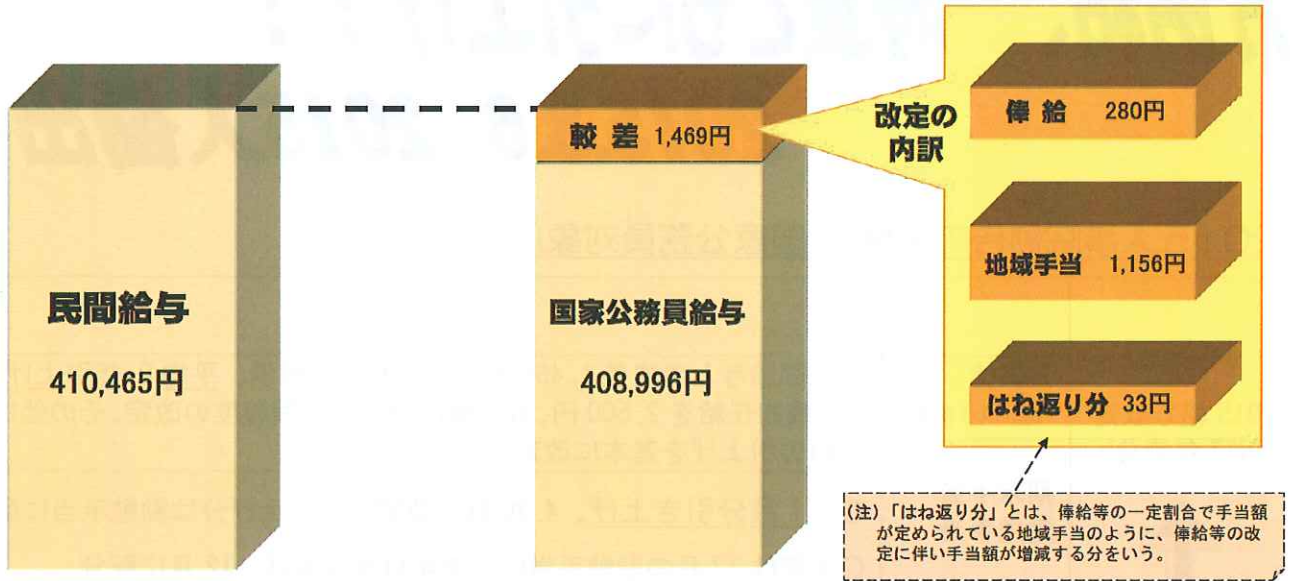 民間給与
410,465円
較差 1,469円
国家公務員給与
408,996円
改定の
内訳
俸給 280円
地域手当 1,156円
はね返り分 33円
(注)「はね返り分」とは、俸給等の一定割合で手当額
が定められている地域手当のように、俸給等の改
定に伴い手当額が増減する分をいう。